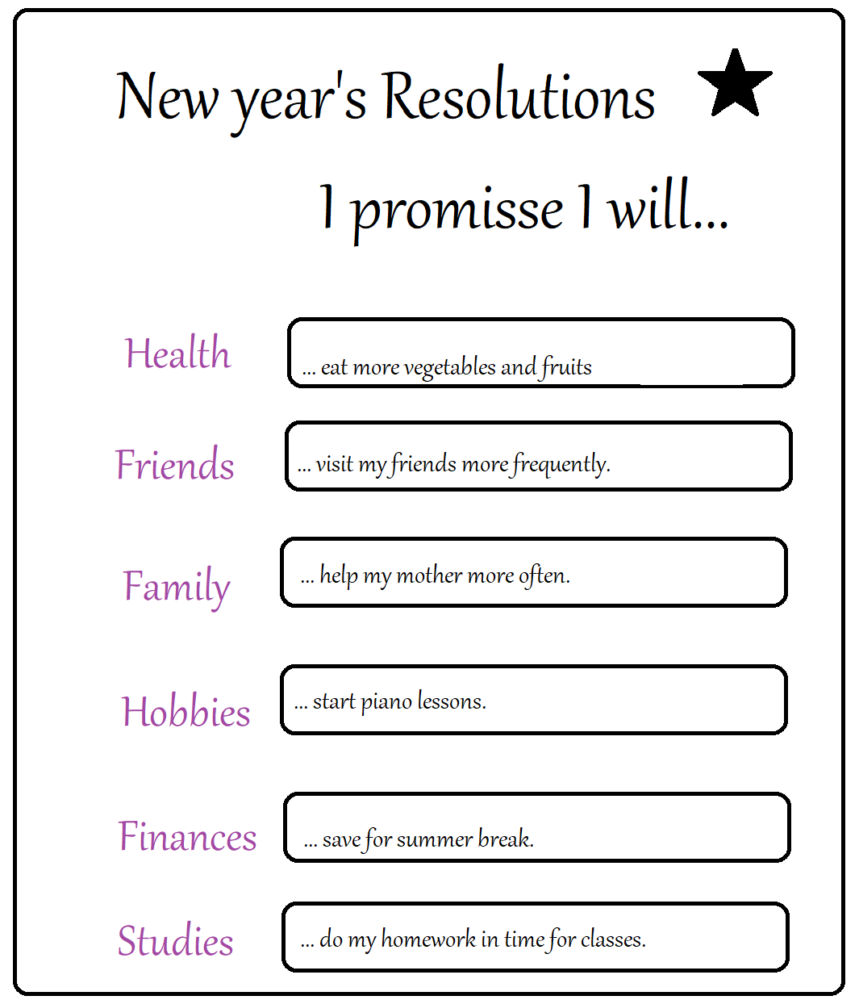 New year's Resolutions
I promisse I will...
Health
... eat more vegetables and fruits
Friends
... visit my friends more frequently.
Family
... help my mother more often.
Hobbies
... start piano lessons.
Finances
... save for summer break.
Studies
... do my homework in time for classes.